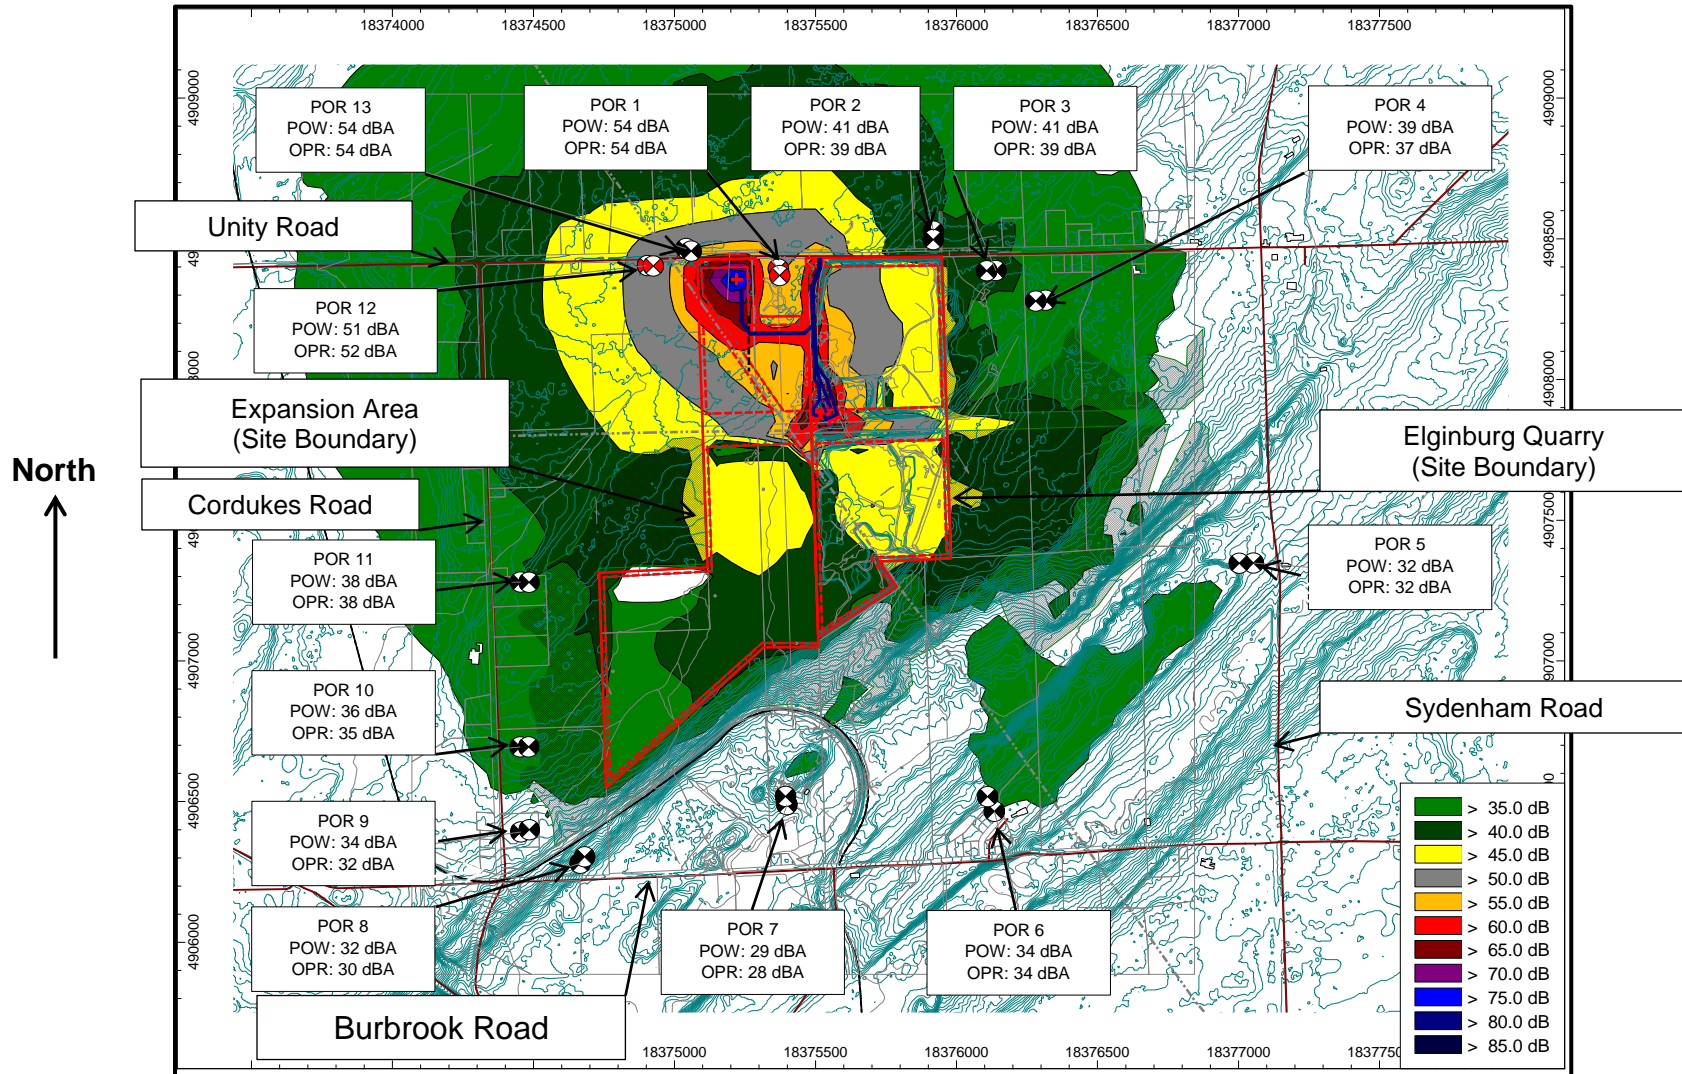 18374000 18374500 18375000 18375500 18376000 18376500 18377000 18377500
4909000
4909000
POR 13
POW: 54 dBA
OPR: 54 dBA
POR 1
POW: 54 dBA
OPR: 54 dBA
POR 2
POW: 41 dBA
OPR: 39 dBA
POR 3
POW: 41 dBA
OPR: 39 dBA
POR 4
POW: 39 dBA
OPR: 37 dBA
Unity Road
4908500
POR 12
POW: 51 dBA
OPR: 52 dBA
4908000
Expansion Area
(Site Boundary)
Elginburg Quarry
(Site Boundary)
North
Cordukes Road
4907500
POR 11
POW: 38 dBA
OPR: 38 dBA
POR 5
POW: 32 dBA
OPR: 32 dBA
4907000
4907000
POR 10
POW: 36 dBA
OPR: 35 dBA
Sydenham Road
4906500
POR 9
POW: 34 dBA
OPR: 32 dBA
POR 8
POW: 32 dBA
OPR: 30 dBA
POR 7
POW: 29 dBA
OPR: 28 dBA
POR 6
POW: 34 dBA
OPR: 34 dBA
4906000
Burbrook Road
> 35.0 dB
> 40.0 dB
> 45.0 dB
> 50.0 dB
> 55.0 dB
> 60.0 dB
> 65.0 dB
> 70.0 dB
> 75.0 dB
> 80.0 dB
> 85.0 dB
18375000 18375500 18376000 18376500 18377000